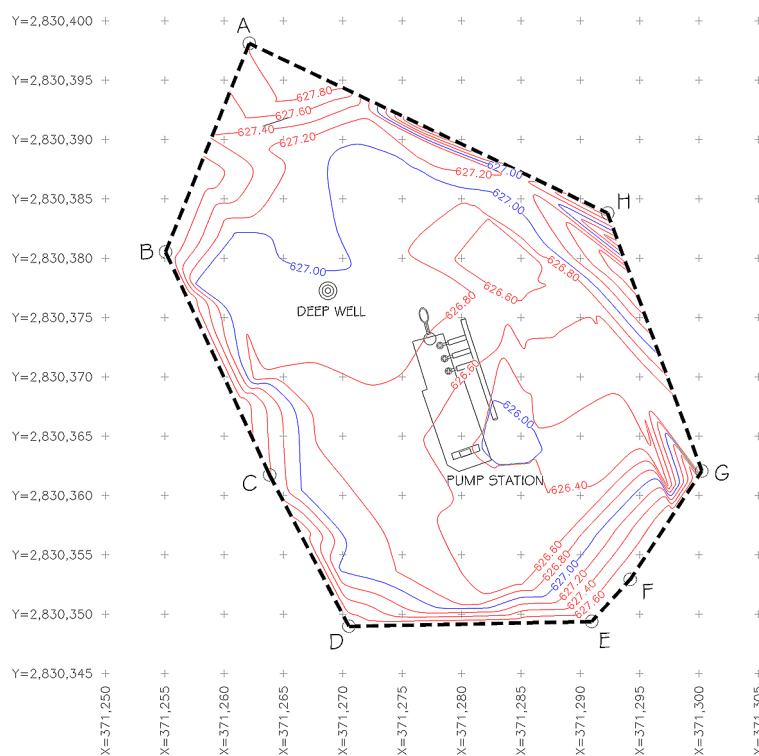 Y=2,830,400
A
Y=2,830,395
627.80
627.60
Y=2,830,390
627.40
627.20
627.00
627.20
Y=2,830,385
627.00
H
B
Y=2,830,380
627.00
626.80
626.60
626.80
DEEP WELL
Y=2,830,375
Y=2,830,370
626.60
626.00
Y=2,830,365
G
C
PUMP STATION
626.40
Y=2,830,360
Y=2,830,355
626.60
626.80
627.00
627.20
627.40
627.60
F
Y=2,830,350
D
E
Y=2,830,345
X=371,250
X=371,255
X=371,260
X=371,265
X=371,270
X=371,275
X=371,280
X=371,285
X=371,290
X=371,295
X=371,300